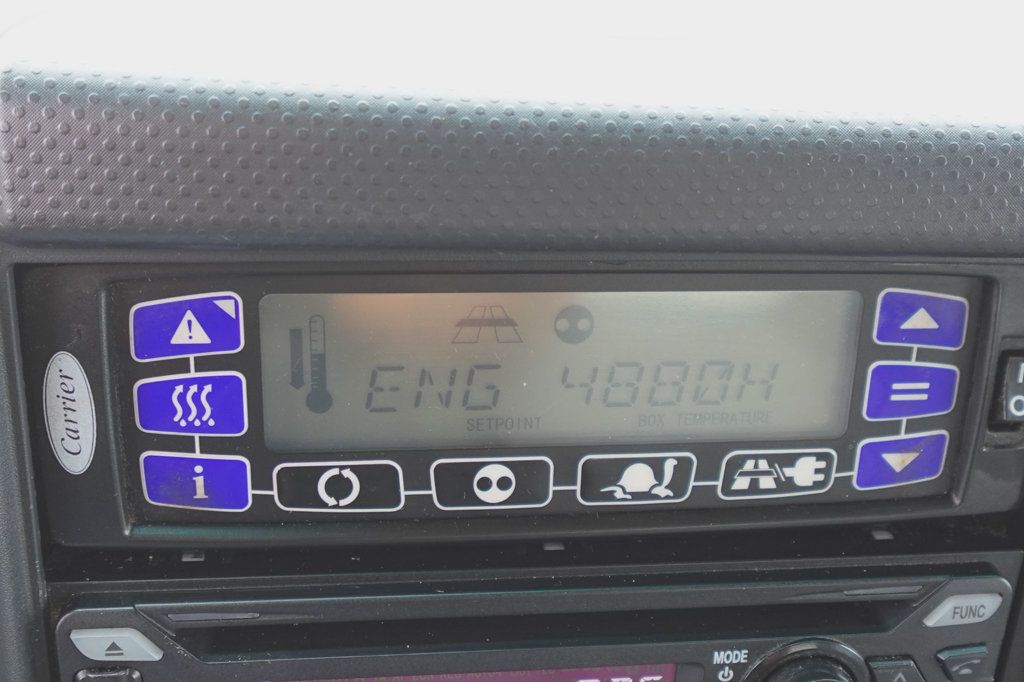 Carrier
ENG 4880H
SETPOINT BOX TEMPERATURE
i
FUNC
MODE